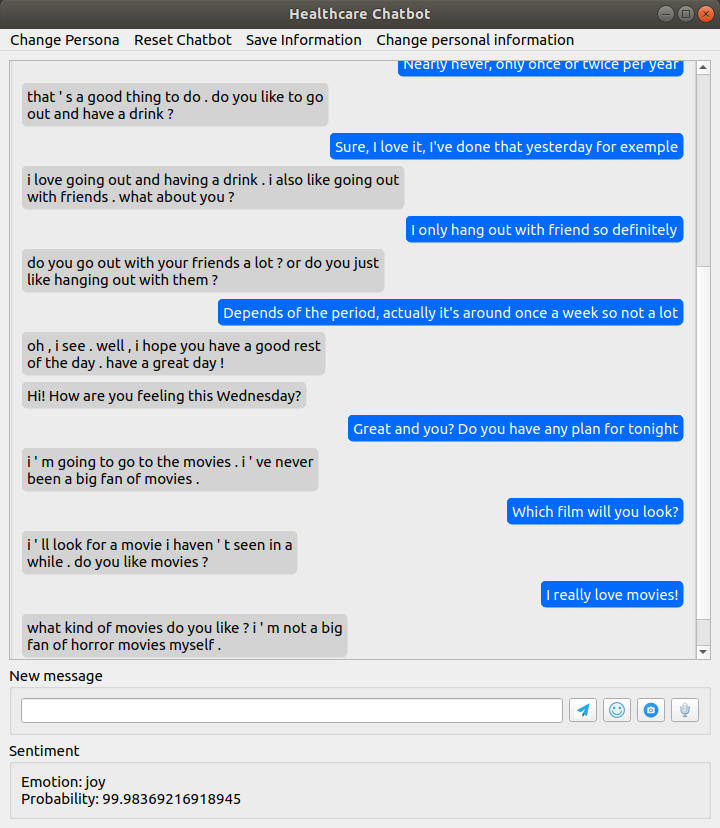 Healthcare Chatbot
Change Persona Reset Chatbot Save Information Change personal information
Nearly never, only once or twice per year
that ' s a good thing to do . do you like to go
out and have a drink ?
Sure, I love it, I've done that yesterday for exemple
i love going out and having a drink . i also like going out
with friends . what about you ?
I only hang out with friend so definitely
do you go out with your friends a lot ? or do you just
like hanging out with them ?
Depends of the period, actually it's around once a week so not a lot
oh , i see . well , i hope you have a good rest
of the day . have a great day !
Hi! How are you feeling this Wednesday?
Great and you? Do you have any plan for tonight
i ' m going to go to the movies . i ' ve never
been a big fan of movies .
Which film will you look?
i ' ll look for a movie i haven ' t seen in a
while . do you like movies ?
I really love movies!
what kind of movies do you like ? i ' m not a big
fan of horror movies myself .
New message
Sentiment
Emotion: joy
Probability: 99.98369216918945